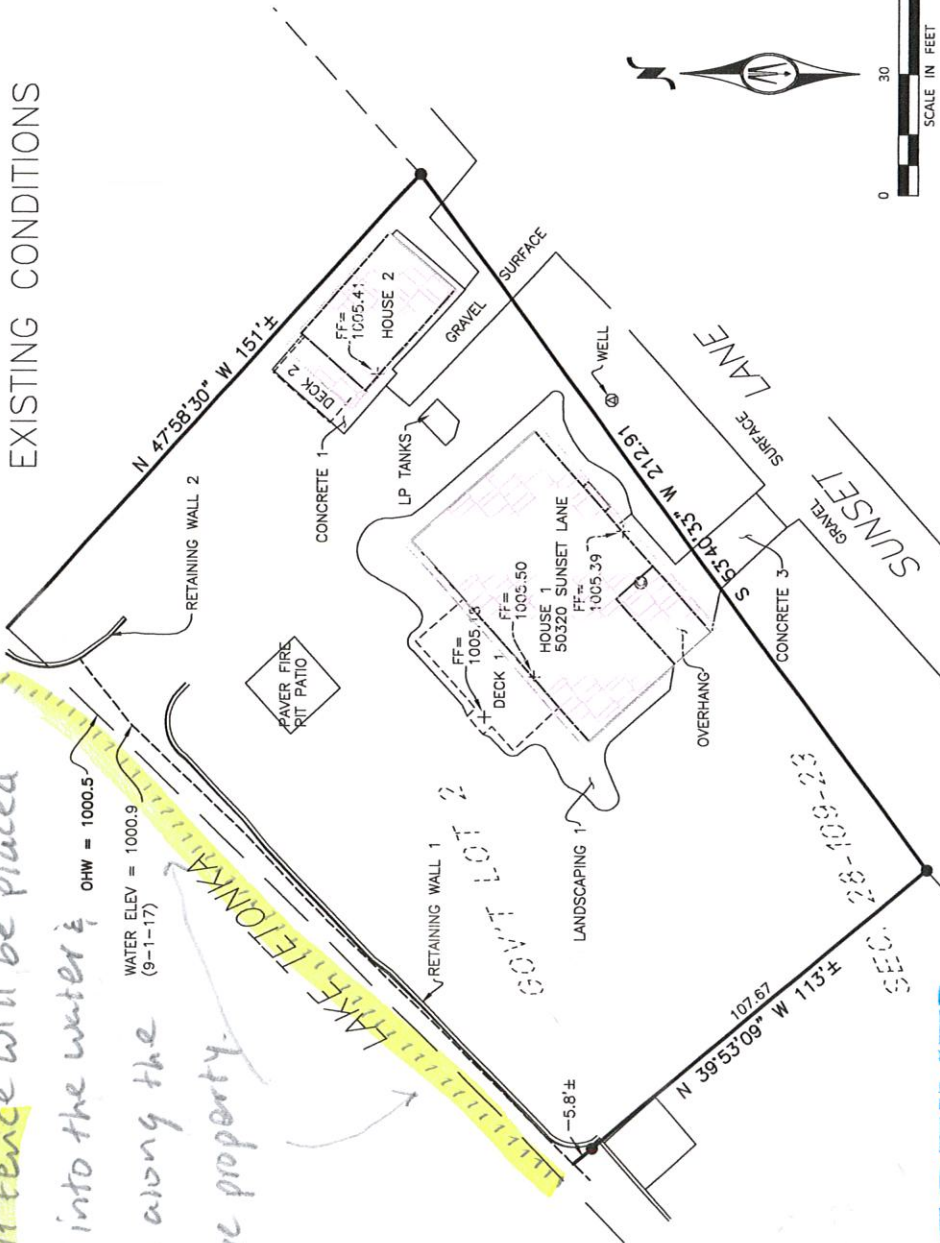 EXISTING CONDITIONS
fence will be placed
into the water &
along the
property.
OHW = 1000.5
WATER ELEV = 1000.9
(9-1-17)
LAKE TETONKA
RETAINING WALL 2
RETAINING WALL 1
N 47°58'30" W 151'±
PAVER FIRE
PIT PATIO
CONCRETE 1
DECK 2
FF=
1005.41
HOUSE 2
LP TANKS
GRAVEL SURFACE
WELL
FF=
DECK 1
FF=
1005.50
HOUSE 1
50320 SUNSET LANE
FF=
1005.39
OVERHANG
LANDSCAPING 1
GOV'T LOT 2
S 53°40'33" W 212.91
CONCRETE 3
GRAVEL SURFACE
SUNSET LANE
SEC. 28-109-23
107.67
N 39°53'09" W 113'±
5.8'±
N
0 30
SCALE IN FEET